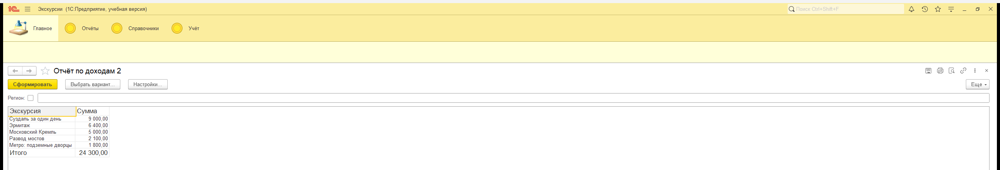 1С Экскурсии (1С:Предприятие, учебная версия) Поиск Ctrl+Shift+F
Главное Отчёты Справочники Учёт
Отчёт по доходам 2
Сформировать Выбрать вариант... Настройки... Еще
Регион:
Экскурсия Сумма
Суздаль за один день 9 000,00
Эрмитаж 6 400,00
Московский Кремль 5 000,00
Развод мостов 2 100,00
Метро: подземные дворцы 1 800,00
Итого 24 300,00